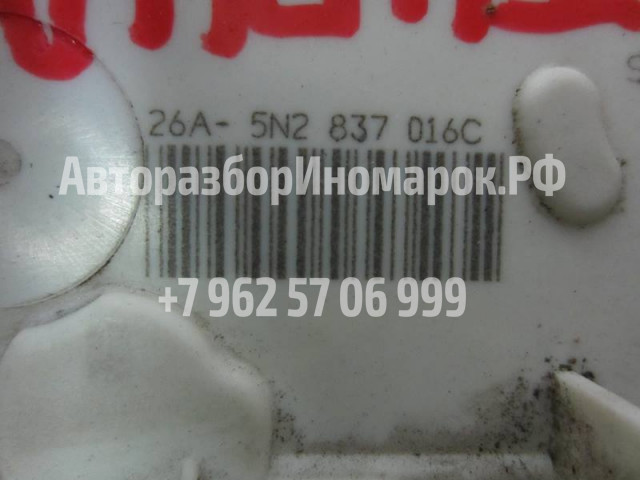 26A- 5N2 837 016C
АвторазборИномарок.РФ
+7 962 57 06 999